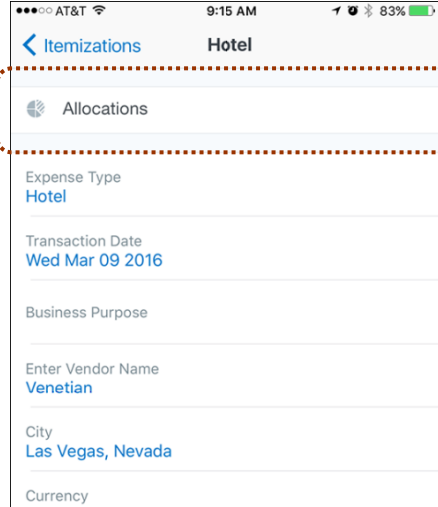 AT&T 9:15 AM 83%
Itemizations Hotel
Allocations
Expense Type
Hotel
Transaction Date
Wed Mar 09 2016
Business Purpose
Enter Vendor Name
Venetian
City
Las Vegas, Nevada
Currency